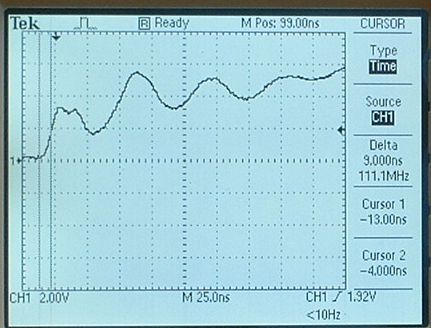 Tek R Ready M Pos: 99.00ns CURSOR
Type
Time
Source
CH1
Delta
9.000ns
111.1MHz
Cursor 1
-13.00ns
Cursor 2
-4.000ns
1
CH1 2.00V M 25.0ns CH1 / 1.92V
<10Hz